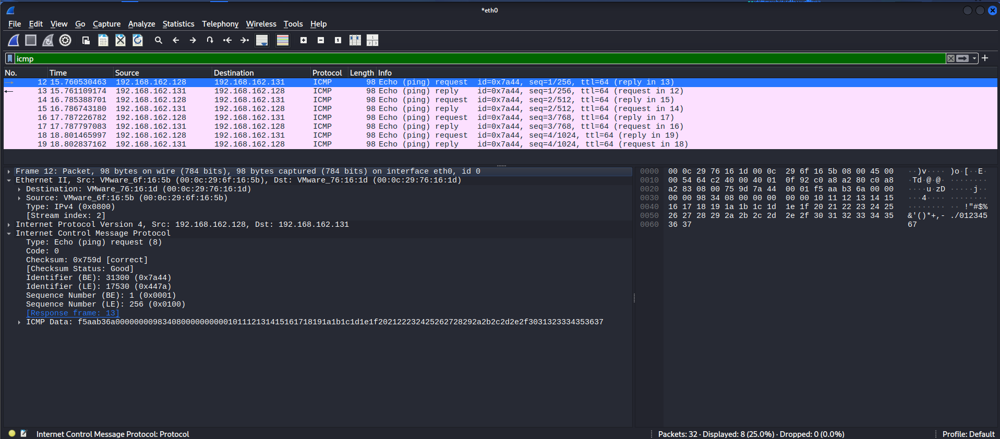 *eth0
File Edit View Go Capture Analyze Statistics Telephony Wireless Tools Help
icmp
No. Time Source Destination Protocol Length Info
12 15.760530463 192.168.162.128 192.168.162.131 ICMP 98 Echo (ping) request id=0x7a44, seq=1/256, ttl=64 (reply in 13)
13 15.761109174 192.168.162.131 192.168.162.128 ICMP 98 Echo (ping) reply id=0x7a44, seq=1/256, ttl=64 (request in 12)
14 16.785388701 192.168.162.128 192.168.162.131 ICMP 98 Echo (ping) request id=0x7a44, seq=2/512, ttl=64 (reply in 15)
15 16.786743180 192.168.162.131 192.168.162.128 ICMP 98 Echo (ping) reply id=0x7a44, seq=2/512, ttl=64 (request in 14)
16 17.787226782 192.168.162.128 192.168.162.131 ICMP 98 Echo (ping) request id=0x7a44, seq=3/768, ttl=64 (reply in 17)
17 17.787797083 192.168.162.131 192.168.162.128 ICMP 98 Echo (ping) reply id=0x7a44, seq=3/768, ttl=64 (request in 16)
18 18.801465997 192.168.162.128 192.168.162.131 ICMP 98 Echo (ping) request id=0x7a44, seq=4/1024, ttl=64 (reply in 19)
19 18.802837162 192.168.162.131 192.168.162.128 ICMP 98 Echo (ping) reply id=0x7a44, seq=4/1024, ttl=64 (request in 18)
Frame 12: Packet, 98 bytes on wire (784 bits), 98 bytes captured (784 bits) on interface eth0, id 0
Ethernet II, Src: VMware_6f:16:5b (00:0c:29:6f:16:5b), Dst: VMware_76:16:1d (00:0c:29:76:16:1d)
Destination: VMware_76:16:1d (00:0c:29:76:16:1d)
Source: VMware_6f:16:5b (00:0c:29:6f:16:5b)
Type: IPv4 (0x0800)
[Stream index: 2]
Internet Protocol Version 4, Src: 192.168.162.128, Dst: 192.168.162.131
Internet Control Message Protocol
Type: Echo (ping) request (8)
Code: 0
Checksum: 0x759d [correct]
[Checksum Status: Good]
Identifier (BE): 31300 (0x7a44)
Identifier (LE): 17530 (0x447a)
Sequence Number (BE): 1 (0x0001)
Sequence Number (LE): 256 (0x0100)
[Response frame: 13]
ICMP Data: f5aab36a00000000983408000000000010111213141516171819​1a1b1c1d1e1f202122232425262728292a2b2c2d2e2f3031323334353637
0000 00 0c 29 76 16 1d 00 0c 29 6f 16 5b 08 00 45 00 ··)v···· )o·[··E·
0010 00 54 64 c2 40 00 40 01 0f 92 c0 a8 a2 80 c0 a8 ·Td·@·@· ········
0020 a2 83 08 00 75 9d 7a 44 00 01 f5 aa b3 6a 00 00 ····u·zD ·····j··
0030 00 00 98 34 08 00 00 00 00 00 10 11 12 13 14 15 ···4···· ········
0040 16 17 18 19 1a 1b 1c 1d 1e 1f 20 21 22 23 24 25 ········ ·· !"#$%
0050 26 27 28 29 2a 2b 2c 2d 2e 2f 30 31 32 33 34 35 &'()*+,- ./012345
0060 36 37 67
Internet Control Message Protocol: Protocol
Packets: 32 · Displayed: 8 (25.0%) · Dropped: 0 (0.0%)
Profile: Default